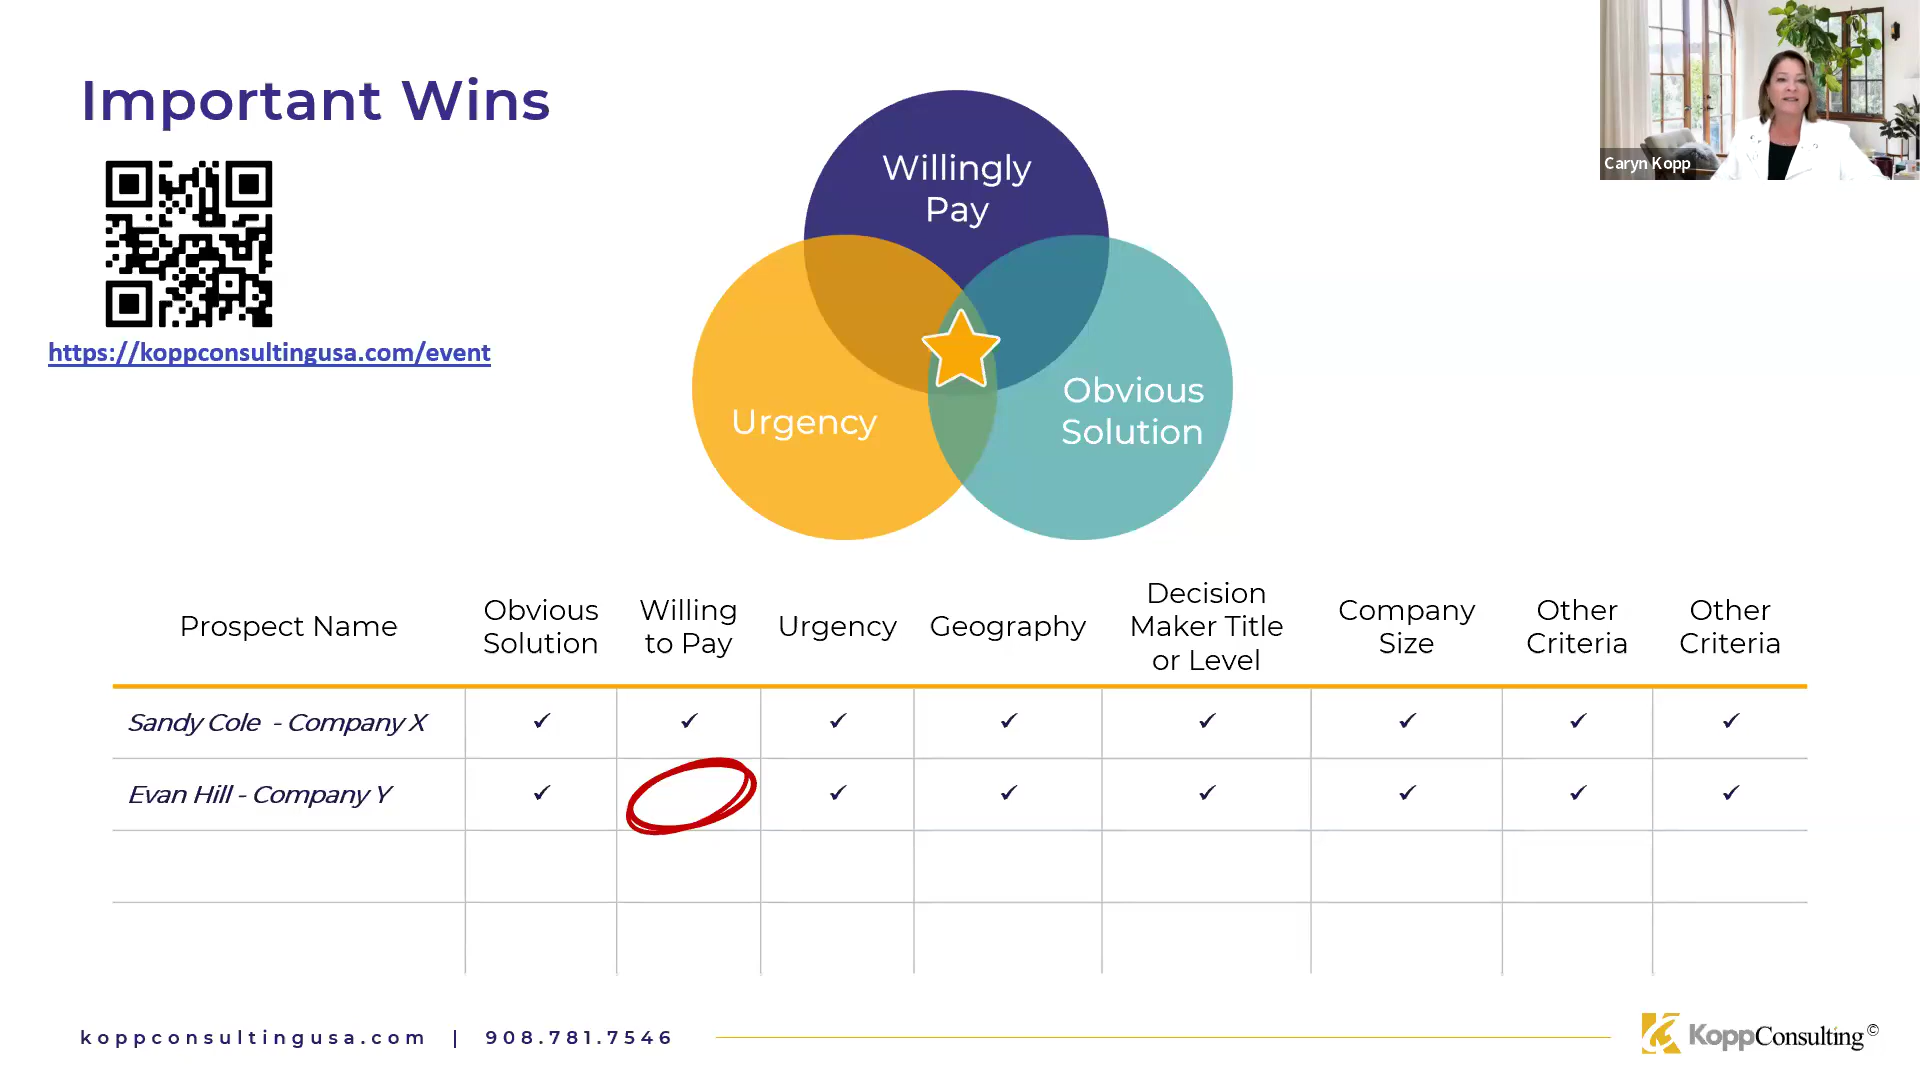 Important Wins
Caryn Kopp
https://koppconsultingusa.com/event
Willingly
Pay
Urgency
Obvious
Solution
Prospect Name
Obvious
Solution
Willing
to Pay
Urgency
Geography
Decision
Maker Title
or Level
Company
Size
Other
Criteria
Other
Criteria
Sandy Cole - Company X ✓ ✓ ✓ ✓ ✓ ✓ ✓ ✓
Evan Hill - Company Y ✓ ✓ ✓ ✓ ✓ ✓ ✓
koppconsultingusa.com | 908.781.7546
KoppConsulting©